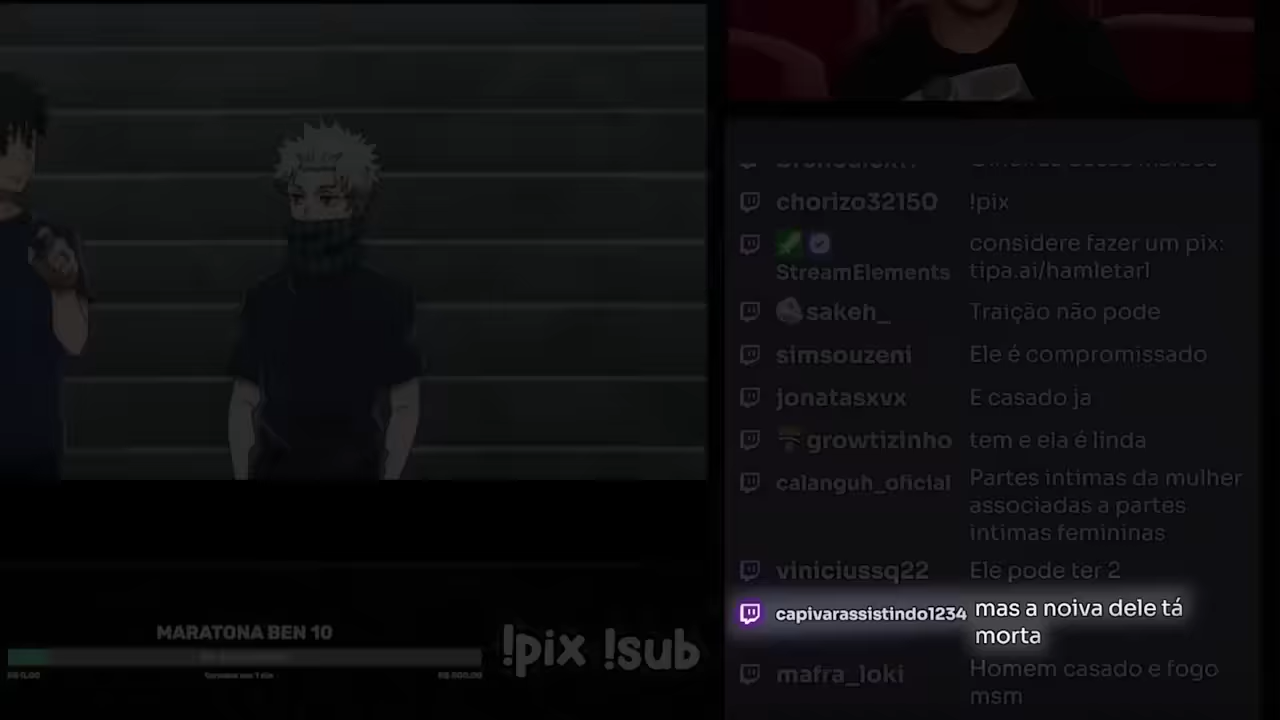 chorizo32150 !pix
considere fazer um pix:
StreamElements tipa.ai/hamletarl
sakeh_ Traição não pode
simsouzeni Ele é compromissado
jonatasxvx E casado ja
growtizinho tem e ela é linda
calanguh_oficial Partes intimas da mulher
associadas a partes
intimas femininas
viniciussq22 Ele pode ter 2
capivarassistindo1234 mas a noiva dele tá
morta
mafra_loki Homem casado e fogo
msm
MARATONA BEN 10
!pix !sub